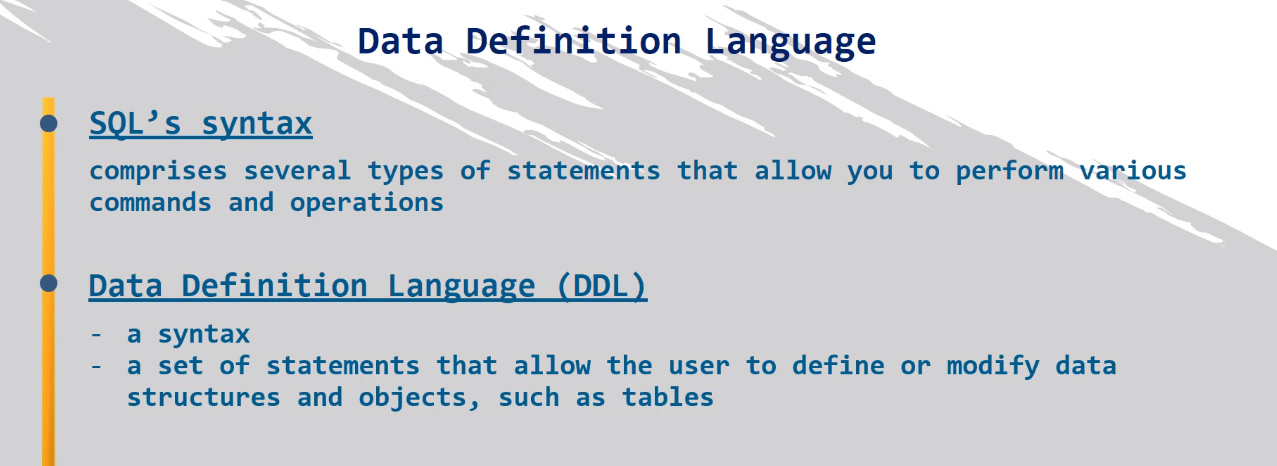 Data Definition Language
SQL’s syntax
comprises several types of statements that allow you to perform various
commands and operations
Data Definition Language (DDL)
- a syntax
- a set of statements that allow the user to define or modify data
structures and objects, such as tables